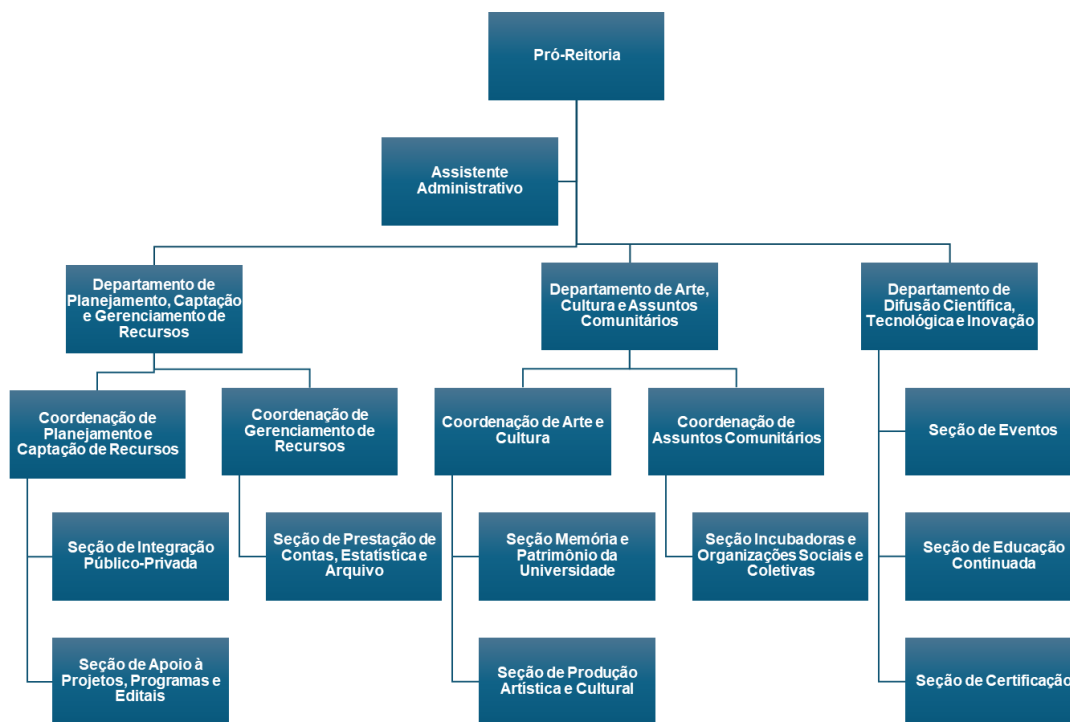 Pró-Reitoria
Assistente
Administrativo
Departamento de
Planejamento, Captação
e Gerenciamento de
Recursos
Departamento de Arte,
Cultura e Assuntos
Comunitários
Departamento de
Difusão Científica,
Tecnológica e Inovação
Coordenação de
Planejamento e
Captação de Recursos
Coordenação de
Gerenciamento de
Recursos
Coordenação de Arte e
Cultura
Coordenação de
Assuntos Comunitários
Seção de Eventos
Seção de Integração
Público-Privada
Seção de Prestação de
Contas, Estatística e
Arquivo
Seção Memória e
Patrimônio da
Universidade
Seção Incubadoras e
Organizações Sociais e
Coletivas
Seção de Educação
Continuada
Seção de Apoio à
Projetos, Programas e
Editais
Seção de Produção
Artística e Cultural
Seção de Certificação